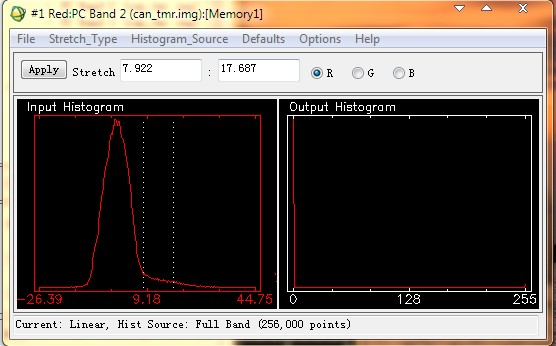 #1 Red:PC Band 2 (can_tmr.img):[Memory1]
File Stretch_Type Histogram_Source Defaults Options Help
Apply Stretch 7.922 : 17.687 R G B
Input Histogram Output Histogram
-26.39 9.18 44.75 0 128 255
Current: Linear, Hist Source: Full Band (256,000 points)